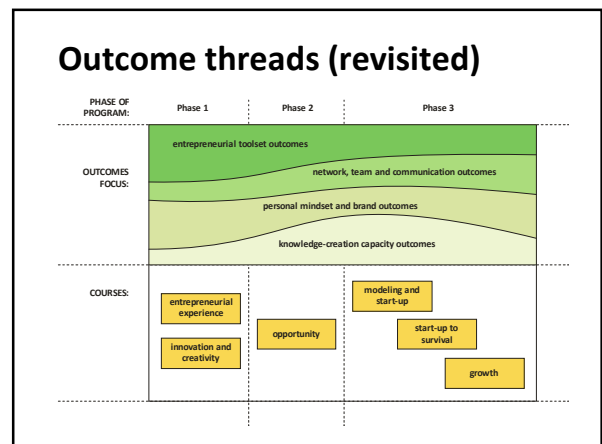 Outcome threads (revisited)
PHASE OF
PROGRAM:
Phase 1
Phase 2
Phase 3
OUTCOMES
FOCUS:
entrepreneurial toolset outcomes
network, team and communication outcomes
personal mindset and brand outcomes
knowledge-creation capacity outcomes
COURSES:
entrepreneurial
experience
innovation and
creativity
opportunity
modeling and
start-up
start-up to
survival
growth